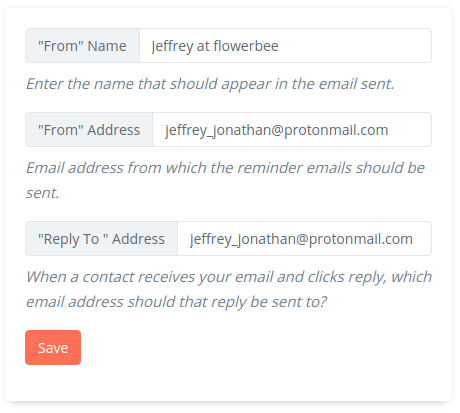 "From" Name Jeffrey at flowerbee
Enter the name that should appear in the email sent.
"From" Address jeffrey_jonathan@protonmail.com
Email address from which the reminder emails should be
sent.
"Reply To " Address jeffrey_jonathan@protonmail.com
When a contact receives your email and clicks reply, which
email address should that reply be sent to?
Save